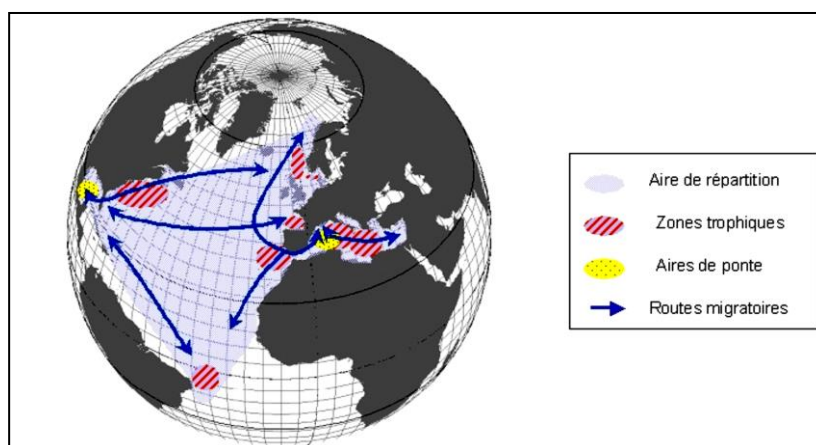 Aire de répartition
Zones trophiques
Aires de ponte
Routes migratoires